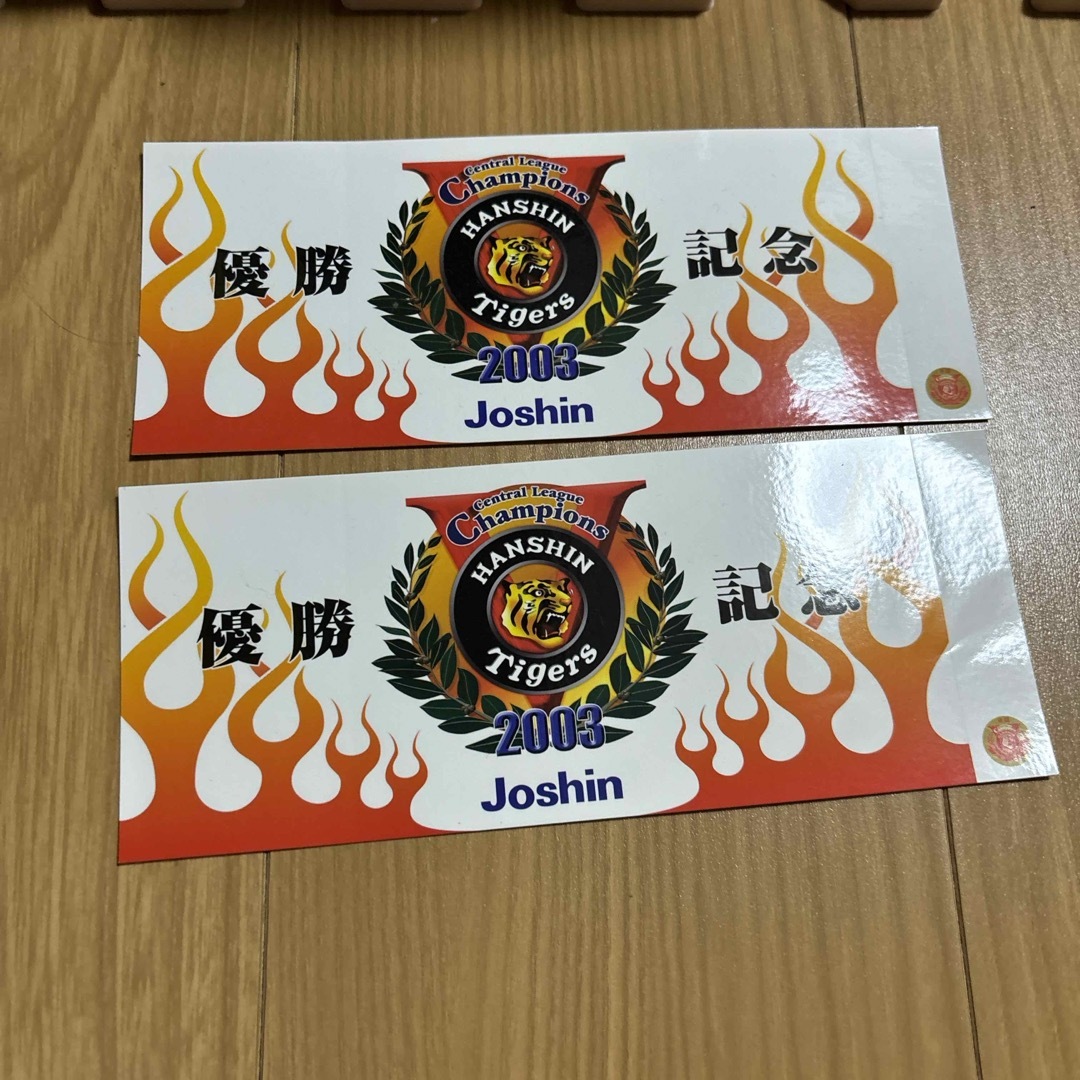 Central League
Champions
HANSHIN
Tigers
優勝 記念
2003
Joshin
Central League
Champions
HANSHIN
Tigers
優勝 記念
2003
Joshin